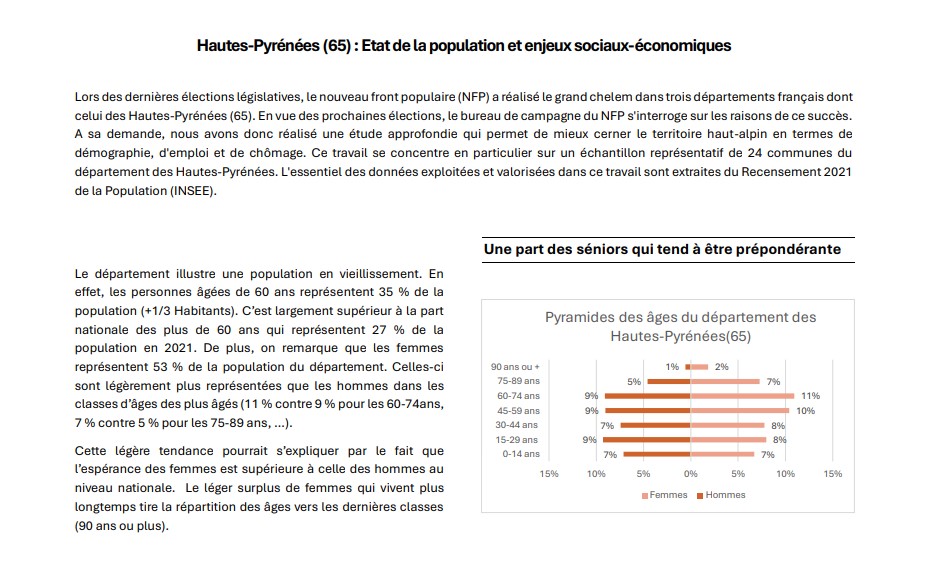 Hautes-Pyrénées (65) : Etat de la population et enjeux sociaux-économiques
Lors des dernières élections législatives, le nouveau front populaire (NFP) a réalisé le grand chelem dans trois départements français dont
celui des Hautes-Pyrénées (65). En vue des prochaines élections, le bureau de campagne du NFP s'interroge sur les raisons de ce succès.
A sa demande, nous avons donc réalisé une étude approfondie qui permet de mieux cerner le territoire haut-alpin en termes de
démographie, d'emploi et de chômage. Ce travail se concentre en particulier sur un échantillon représentatif de 24 communes du
département des Hautes-Pyrénées. L'essentiel des données exploitées et valorisées dans ce travail sont extraites du Recensement 2021
de la Population (INSEE).
Le département illustre une population en vieillissement. En
effet, les personnes âgées de 60 ans représentent 35 % de la
population (+1/3 Habitants). C'est largement supérieur à la part
nationale des plus de 60 ans qui représentent 27 % de la
population en 2021. De plus, on remarque que les femmes
représentent 53 % de la population du département. Celles-ci
sont légèrement plus représentées que les hommes dans les
classes d'âges des plus âgés (11 % contre 9 % pour les 60-74ans,
7 % contre 5 % pour les 75-89 ans, ...).
Cette légère tendance pourrait s'expliquer par le fait que
l'espérance des femmes est supérieure à celle des hommes au
niveau nationale. Le léger surplus de femmes qui vivent plus
longtemps tire la répartition des âges vers les dernières classes
(90 ans ou plus).
Une part des séniors qui tend à être prépondérante
Pyramides des âges du département des
Hautes-Pyrénées(65)
90 ans ou + 1% 2%
75-89 ans 5% 7%
60-74 ans 9% 11%
45-59 ans 9% 10%
30-44 ans 7% 8%
15-29 ans 9% 8%
0-14 ans 7% 7%
15% 10% 5% 0% 5% 10% 15%
Femmes Hommes